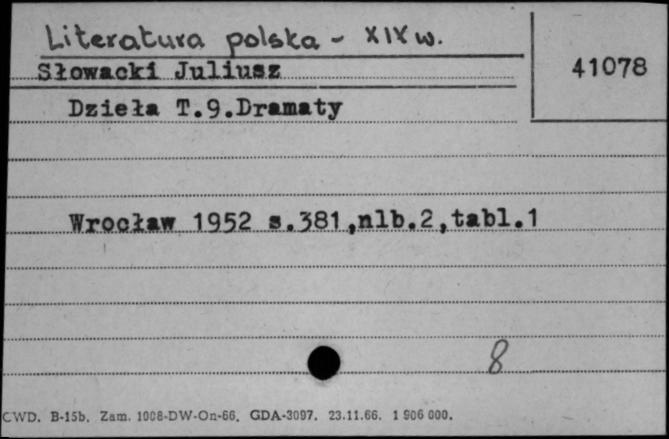 Literatura polska - XIX w.
Słowacki Juliusz
41078
Dzieła T.9.Dramaty
Wrocław 1952 s.381,nlb.2,tabl.1
8
CWD. B-15b. Zam. 1008-DW-On-66. GDA-3097. 23.11.66. 1 906 000.